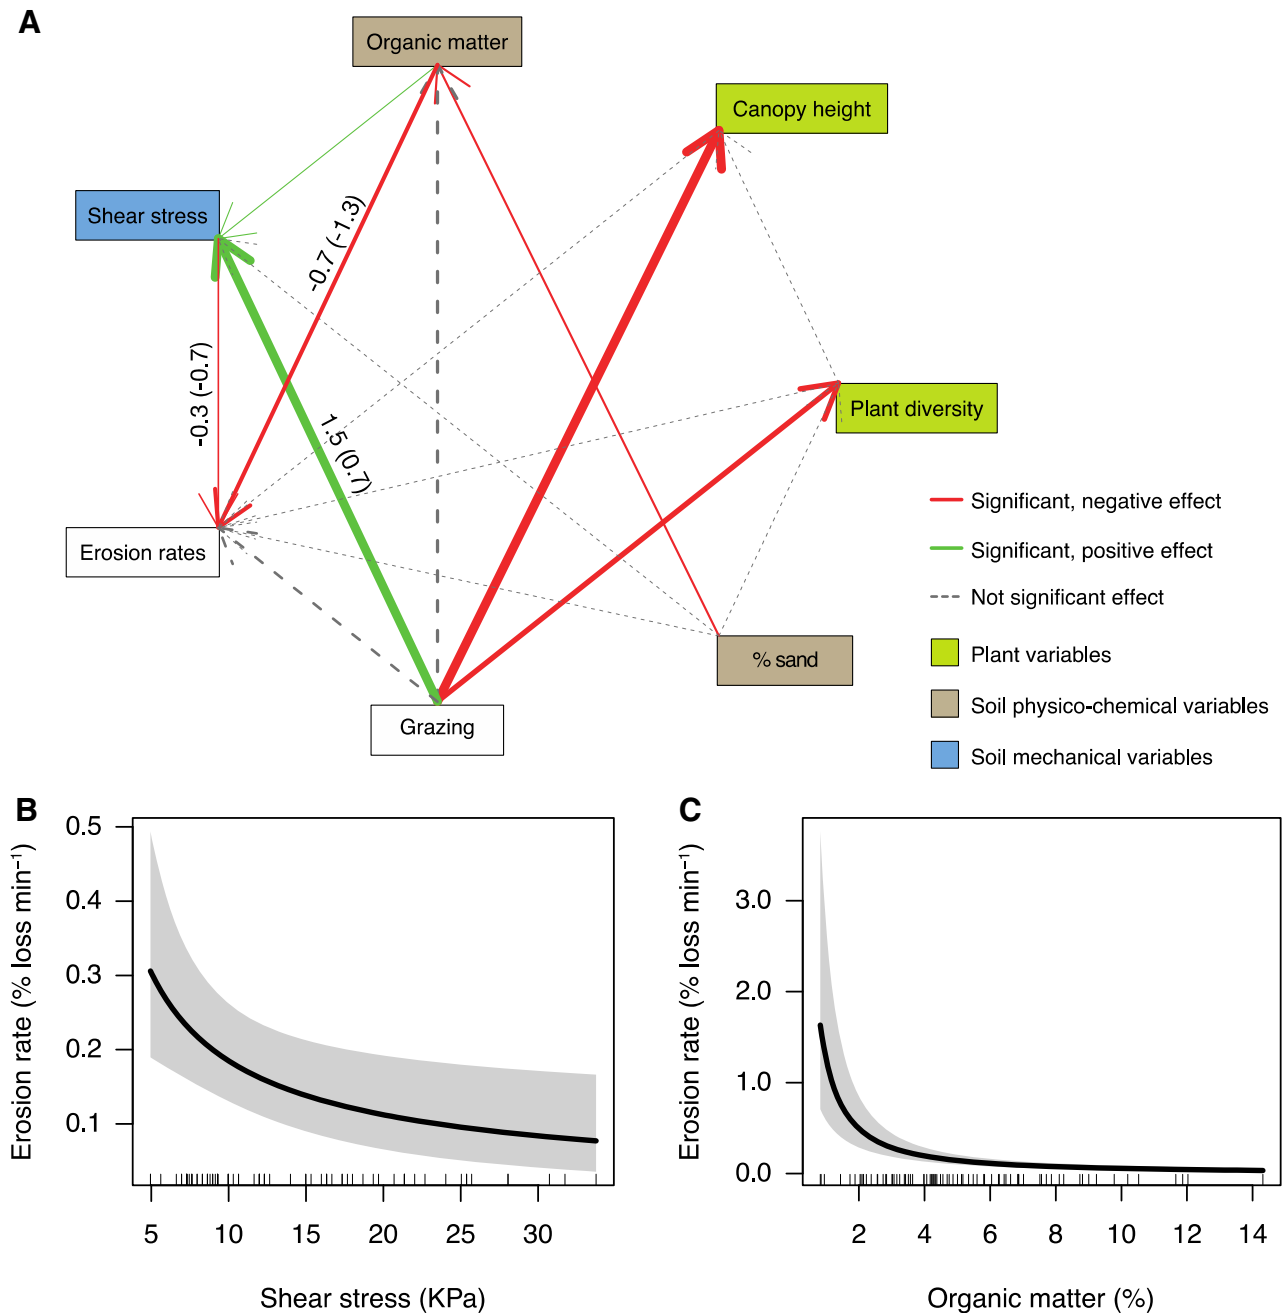 A
Organic matter
Canopy height
Shear stress
-0.7 (-1.3)
-0.3 (-0.7)
1.5 (0.7)
Plant diversity
Erosion rates
% sand
Grazing
Significant, negative effect
Significant, positive effect
Not significant effect
Plant variables
Soil physico-chemical variables
Soil mechanical variables
B
Erosion rate (% loss min⁻¹)
0.5
0.4
0.3
0.2
0.1
5 10 15 20 25 30
Shear stress (KPa)
C
Erosion rate (% loss min⁻¹)
3.0
2.0
1.0
0.0
2 4 6 8 10 12 14
Organic matter (%)